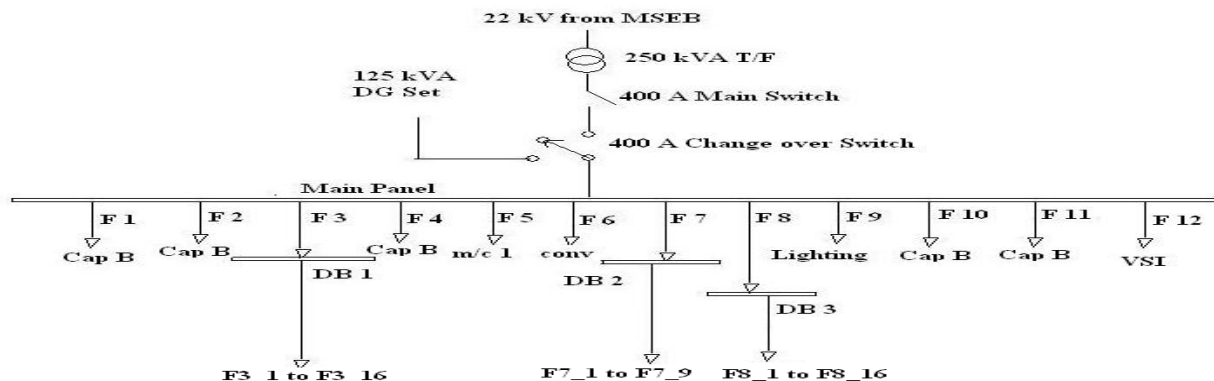 22 kV from MSEB
250 kVA T/F
125 kVA
DG Set
400 A Main Switch
400 A Change over Switch
Main Panel
F 1
F 2
F 3
F 4
F 5
F 6
F 7
F 8
F 9
F 10
F 11
F 12
Cap B
Cap B
Cap B
m/c 1
conv
Lighting
Cap B
Cap B
VSI
DB 1
DB 2
DB 3
F3_1 to F3_16
F7_1 to F7_9
F8_1 to F8_16